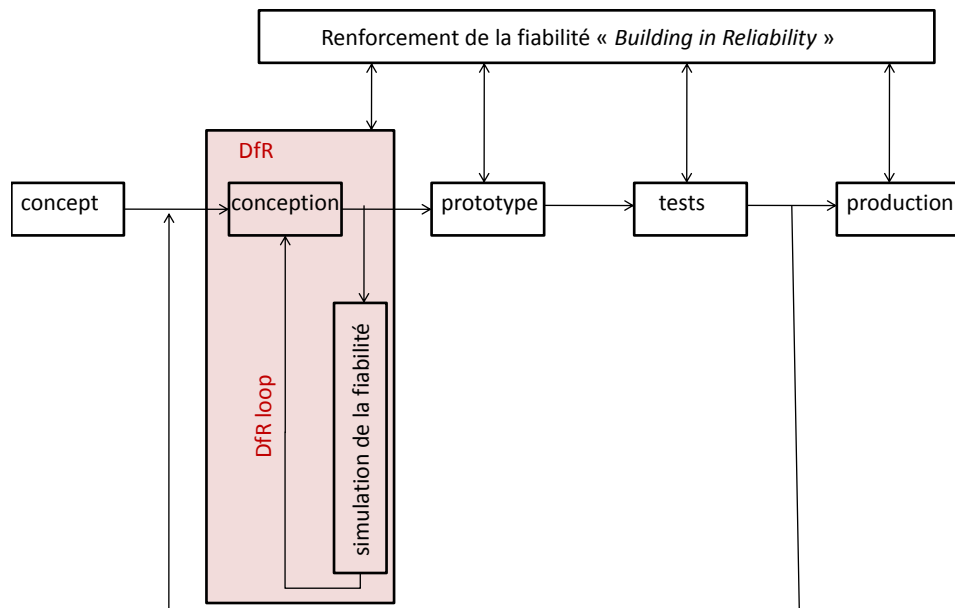 Renforcement de la fiabilité « Building in Reliability »
DfR
concept
conception
prototype
tests
production
simulation de la fiabilité
DfR loop